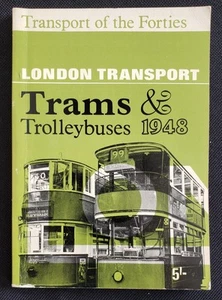 Transport of the Forties
LONDON TRANSPORT
Trams &
Trolleybuses 1948
5/-